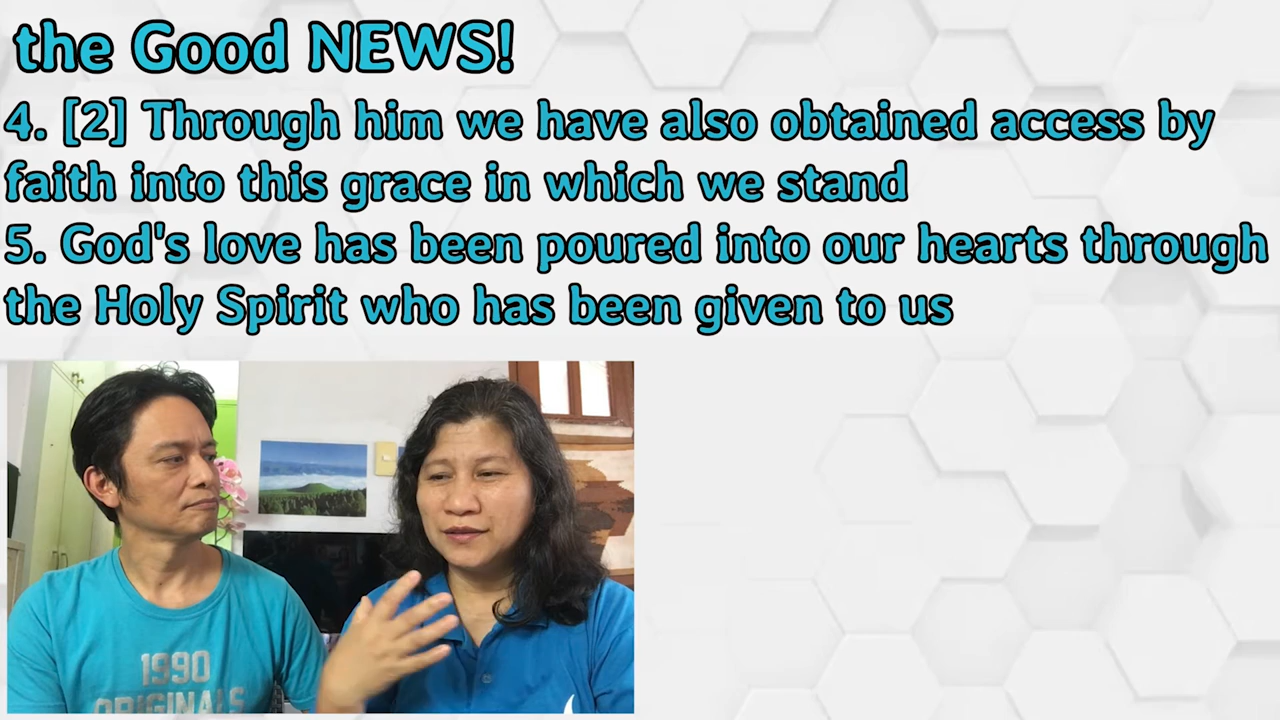 the Good NEWS!
4. [2] Through him we have also obtained access by
faith into this grace in which we stand
5. God's love has been poured into our hearts through
the Holy Spirit who has been given to us
1990
ORIGINALS